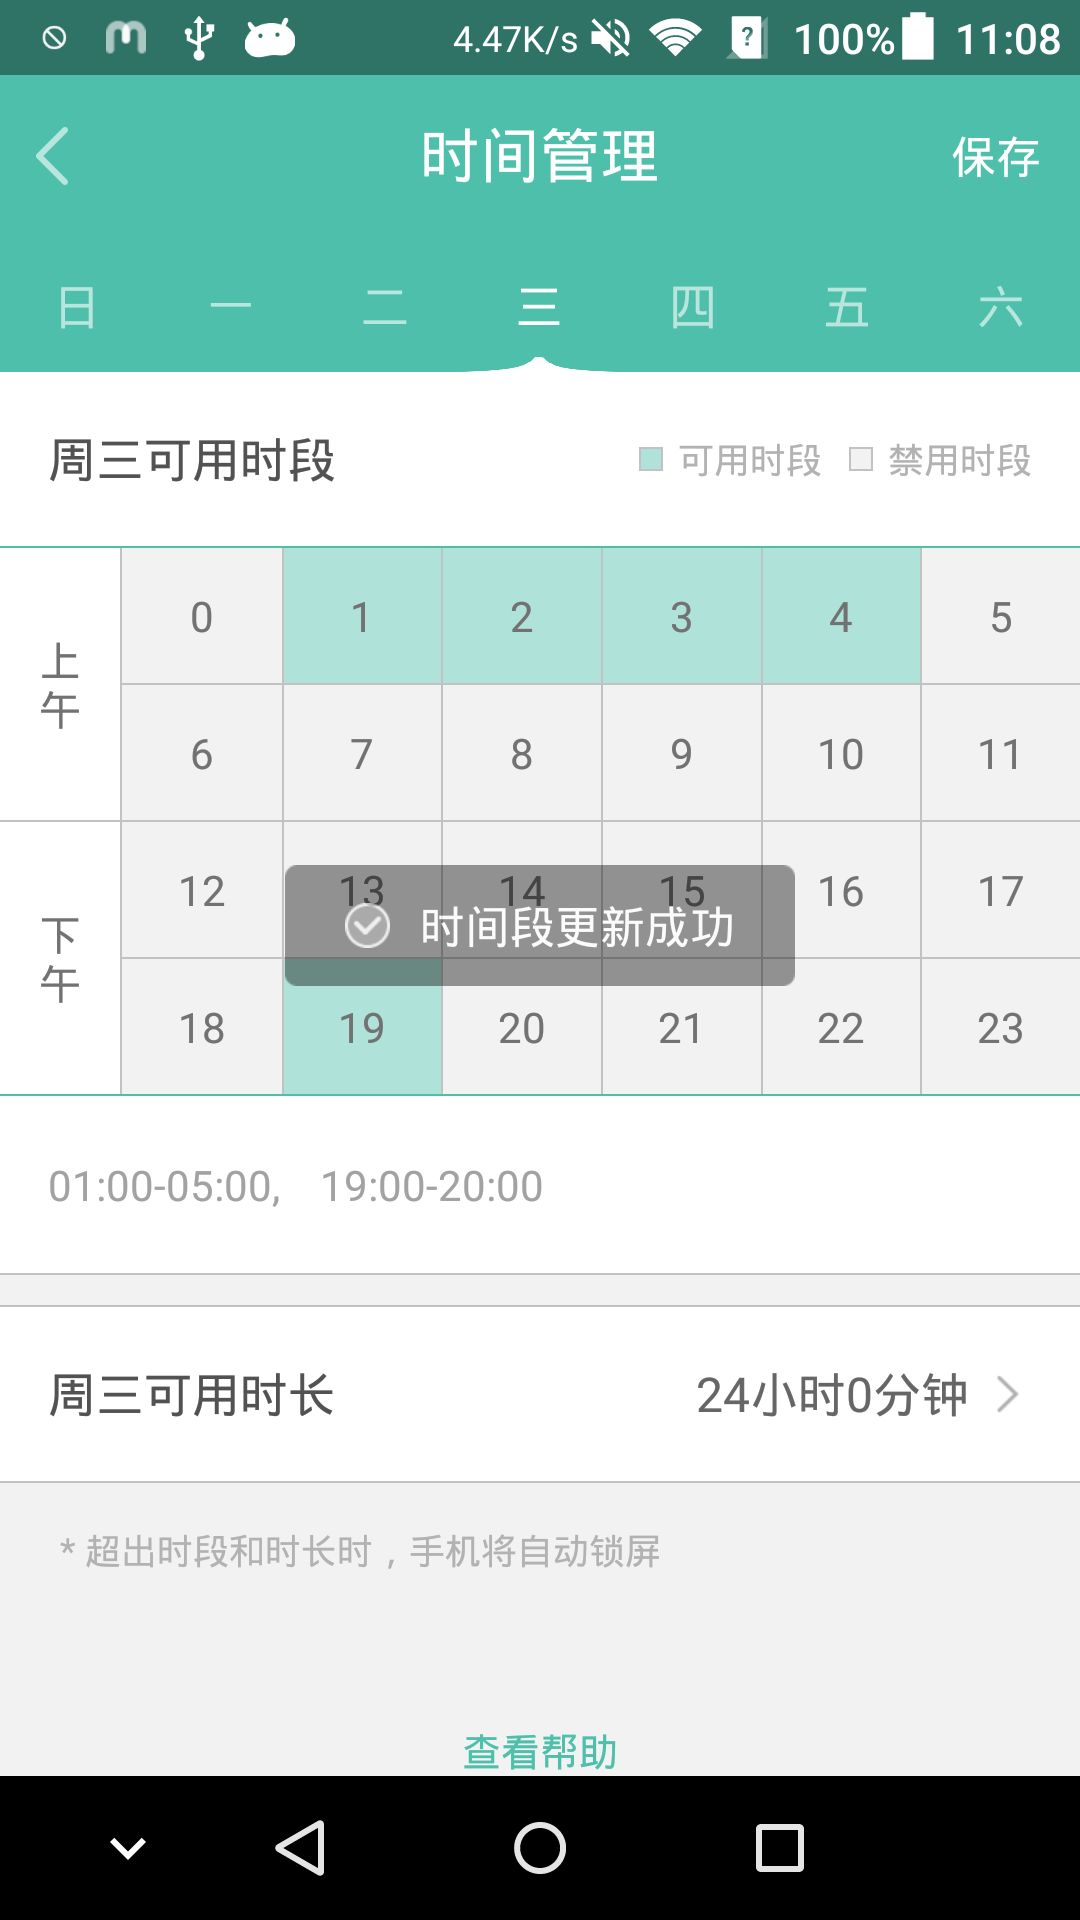 4.47K/s ? 100% 11:08
时间管理 保存
日 一 二 三 四 五 六
周三可用时段 可用时段 禁用时段
上午 0 1 2 3 4 5
6 7 8 9 10 11
下午 12 13 14 15 16 17
时间段更新成功
18 19 20 21 22 23
01:00-05:00, 19:00-20:00
周三可用时长 24小时0分钟
* 超出时段和时长时，手机将自动锁屏
查看帮助